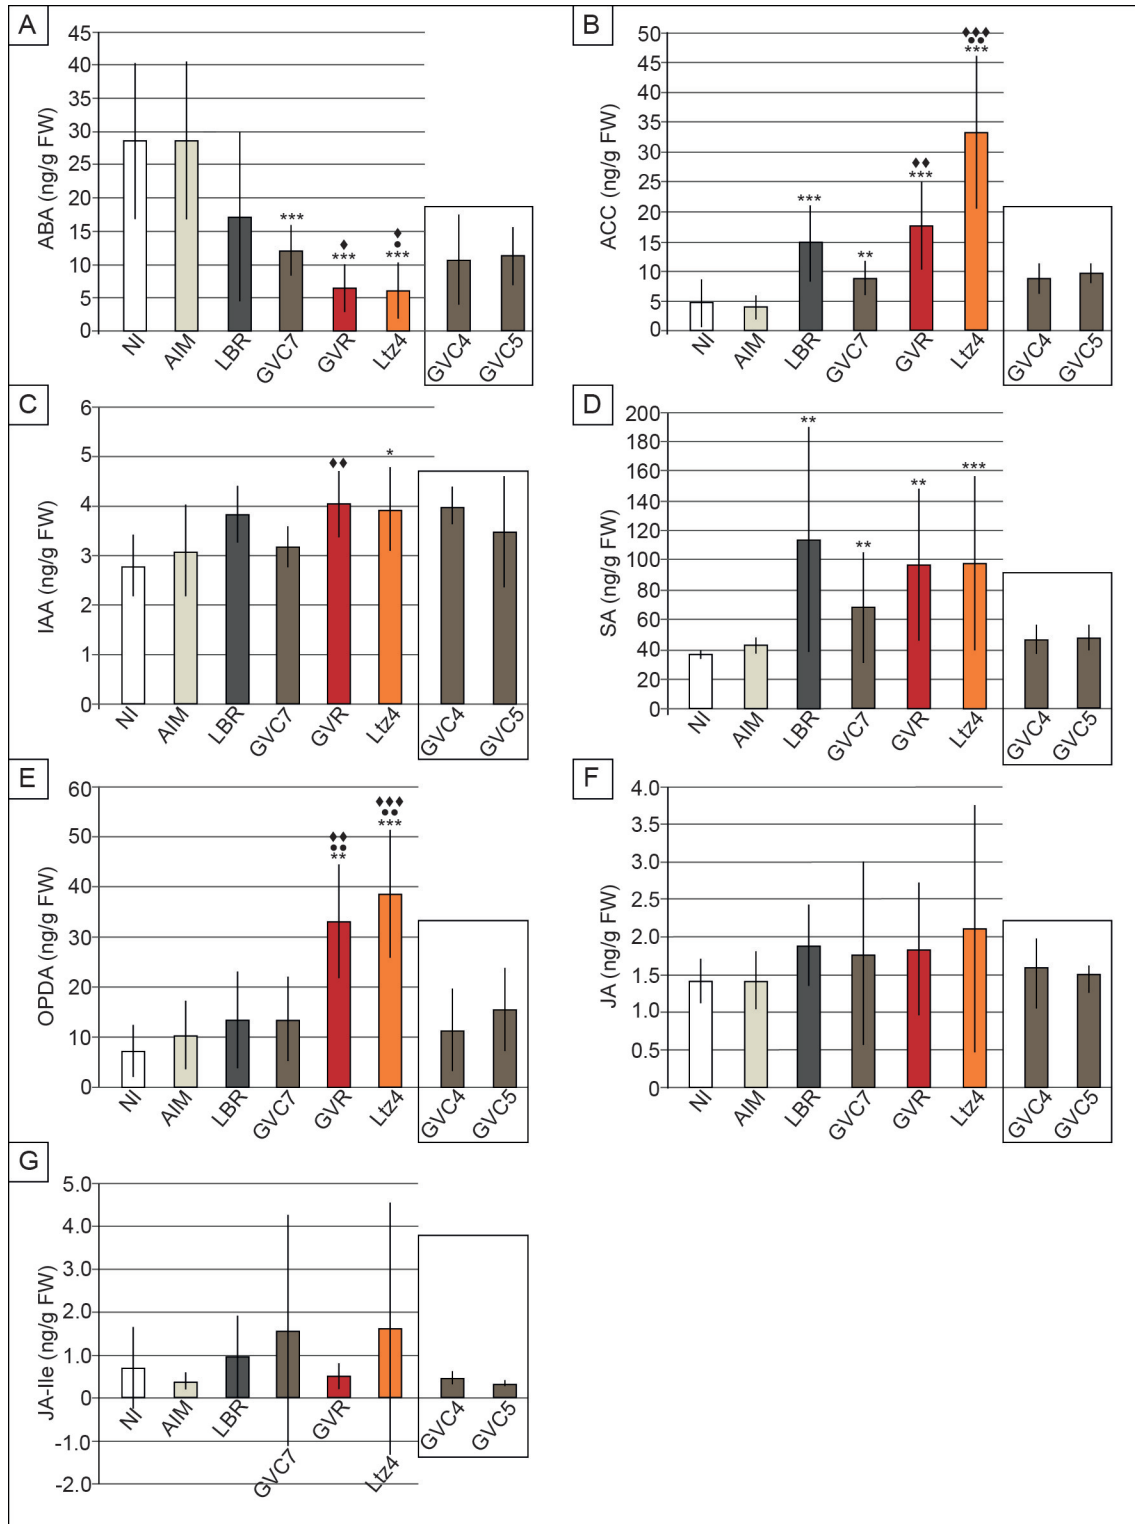 A
ABA (ng/g FW)
45
40
35
30
25
20
15
10
5
0
***
♦
***
♦
●
***
NI
AIM
LBR
GVC7
GVR
Ltz4
GVC4
GVC5
B
ACC (ng/g FW)
50
45
40
35
30
25
20
15
10
5
0
***
**
♦♦
***
♦♦♦
●●
***
NI
AIM
LBR
GVC7
GVR
Ltz4
GVC4
GVC5
C
IAA (ng/g FW)
6
5
4
3
2
1
0
♦♦
*
NI
AIM
LBR
GVC7
GVR
Ltz4
GVC4
GVC5
D
SA (ng/g FW)
200
180
160
140
120
100
80
60
40
20
0
**
**
**
***
NI
AIM
LBR
GVC7
GVR
Ltz4
GVC4
GVC5
E
OPDA (ng/g FW)
60
50
40
30
20
10
0
♦♦
●●
**
♦♦♦
●●
***
NI
AIM
LBR
GVC7
GVR
Ltz4
GVC4
GVC5
F
JA (ng/g FW)
4.0
3.5
3.0
2.5
2.0
1.5
1.0
0.5
0
NI
AIM
LBR
GVC7
GVR
Ltz4
GVC4
GVC5
G
JA-Ile (ng/g FW)
5.0
4.0
3.0
2.0
1.0
0
-1.0
-2.0
NI
AIM
LBR
GVC7
GVR
Ltz4
GVC4
GVC5